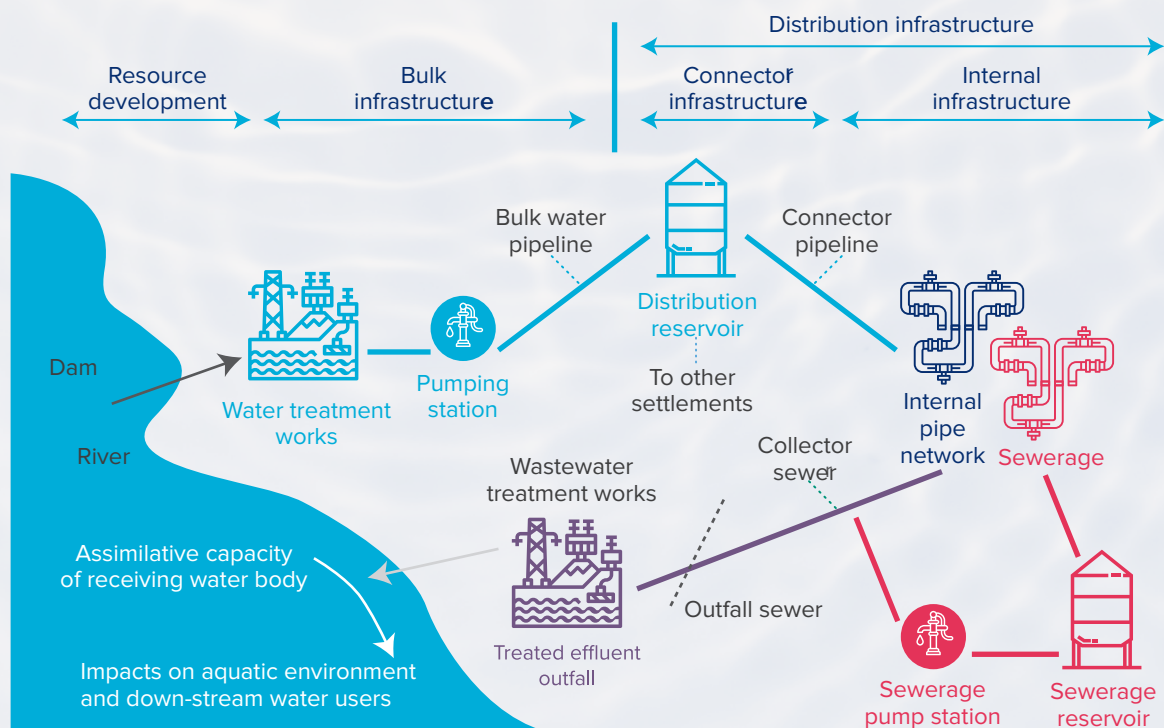 Distribution infrastructure
Resource
development
Bulk
infrastructure
Connector
infrastructure
Internal
infrastructure
Bulk water
pipeline
Connector
pipeline
Distribution
reservoir
To other
settlements
Dam
River
Water treatment
works
Pumping
station
Internal
pipe
network
Sewerage
Collector
sewer
Wastewater
treatment works
Outfall sewer
Treated effluent
outfall
Assimilative capacity
of receiving water body
Impacts on aquatic environment
and down-stream water users
Sewerage
pump station
Sewerage
reservoir